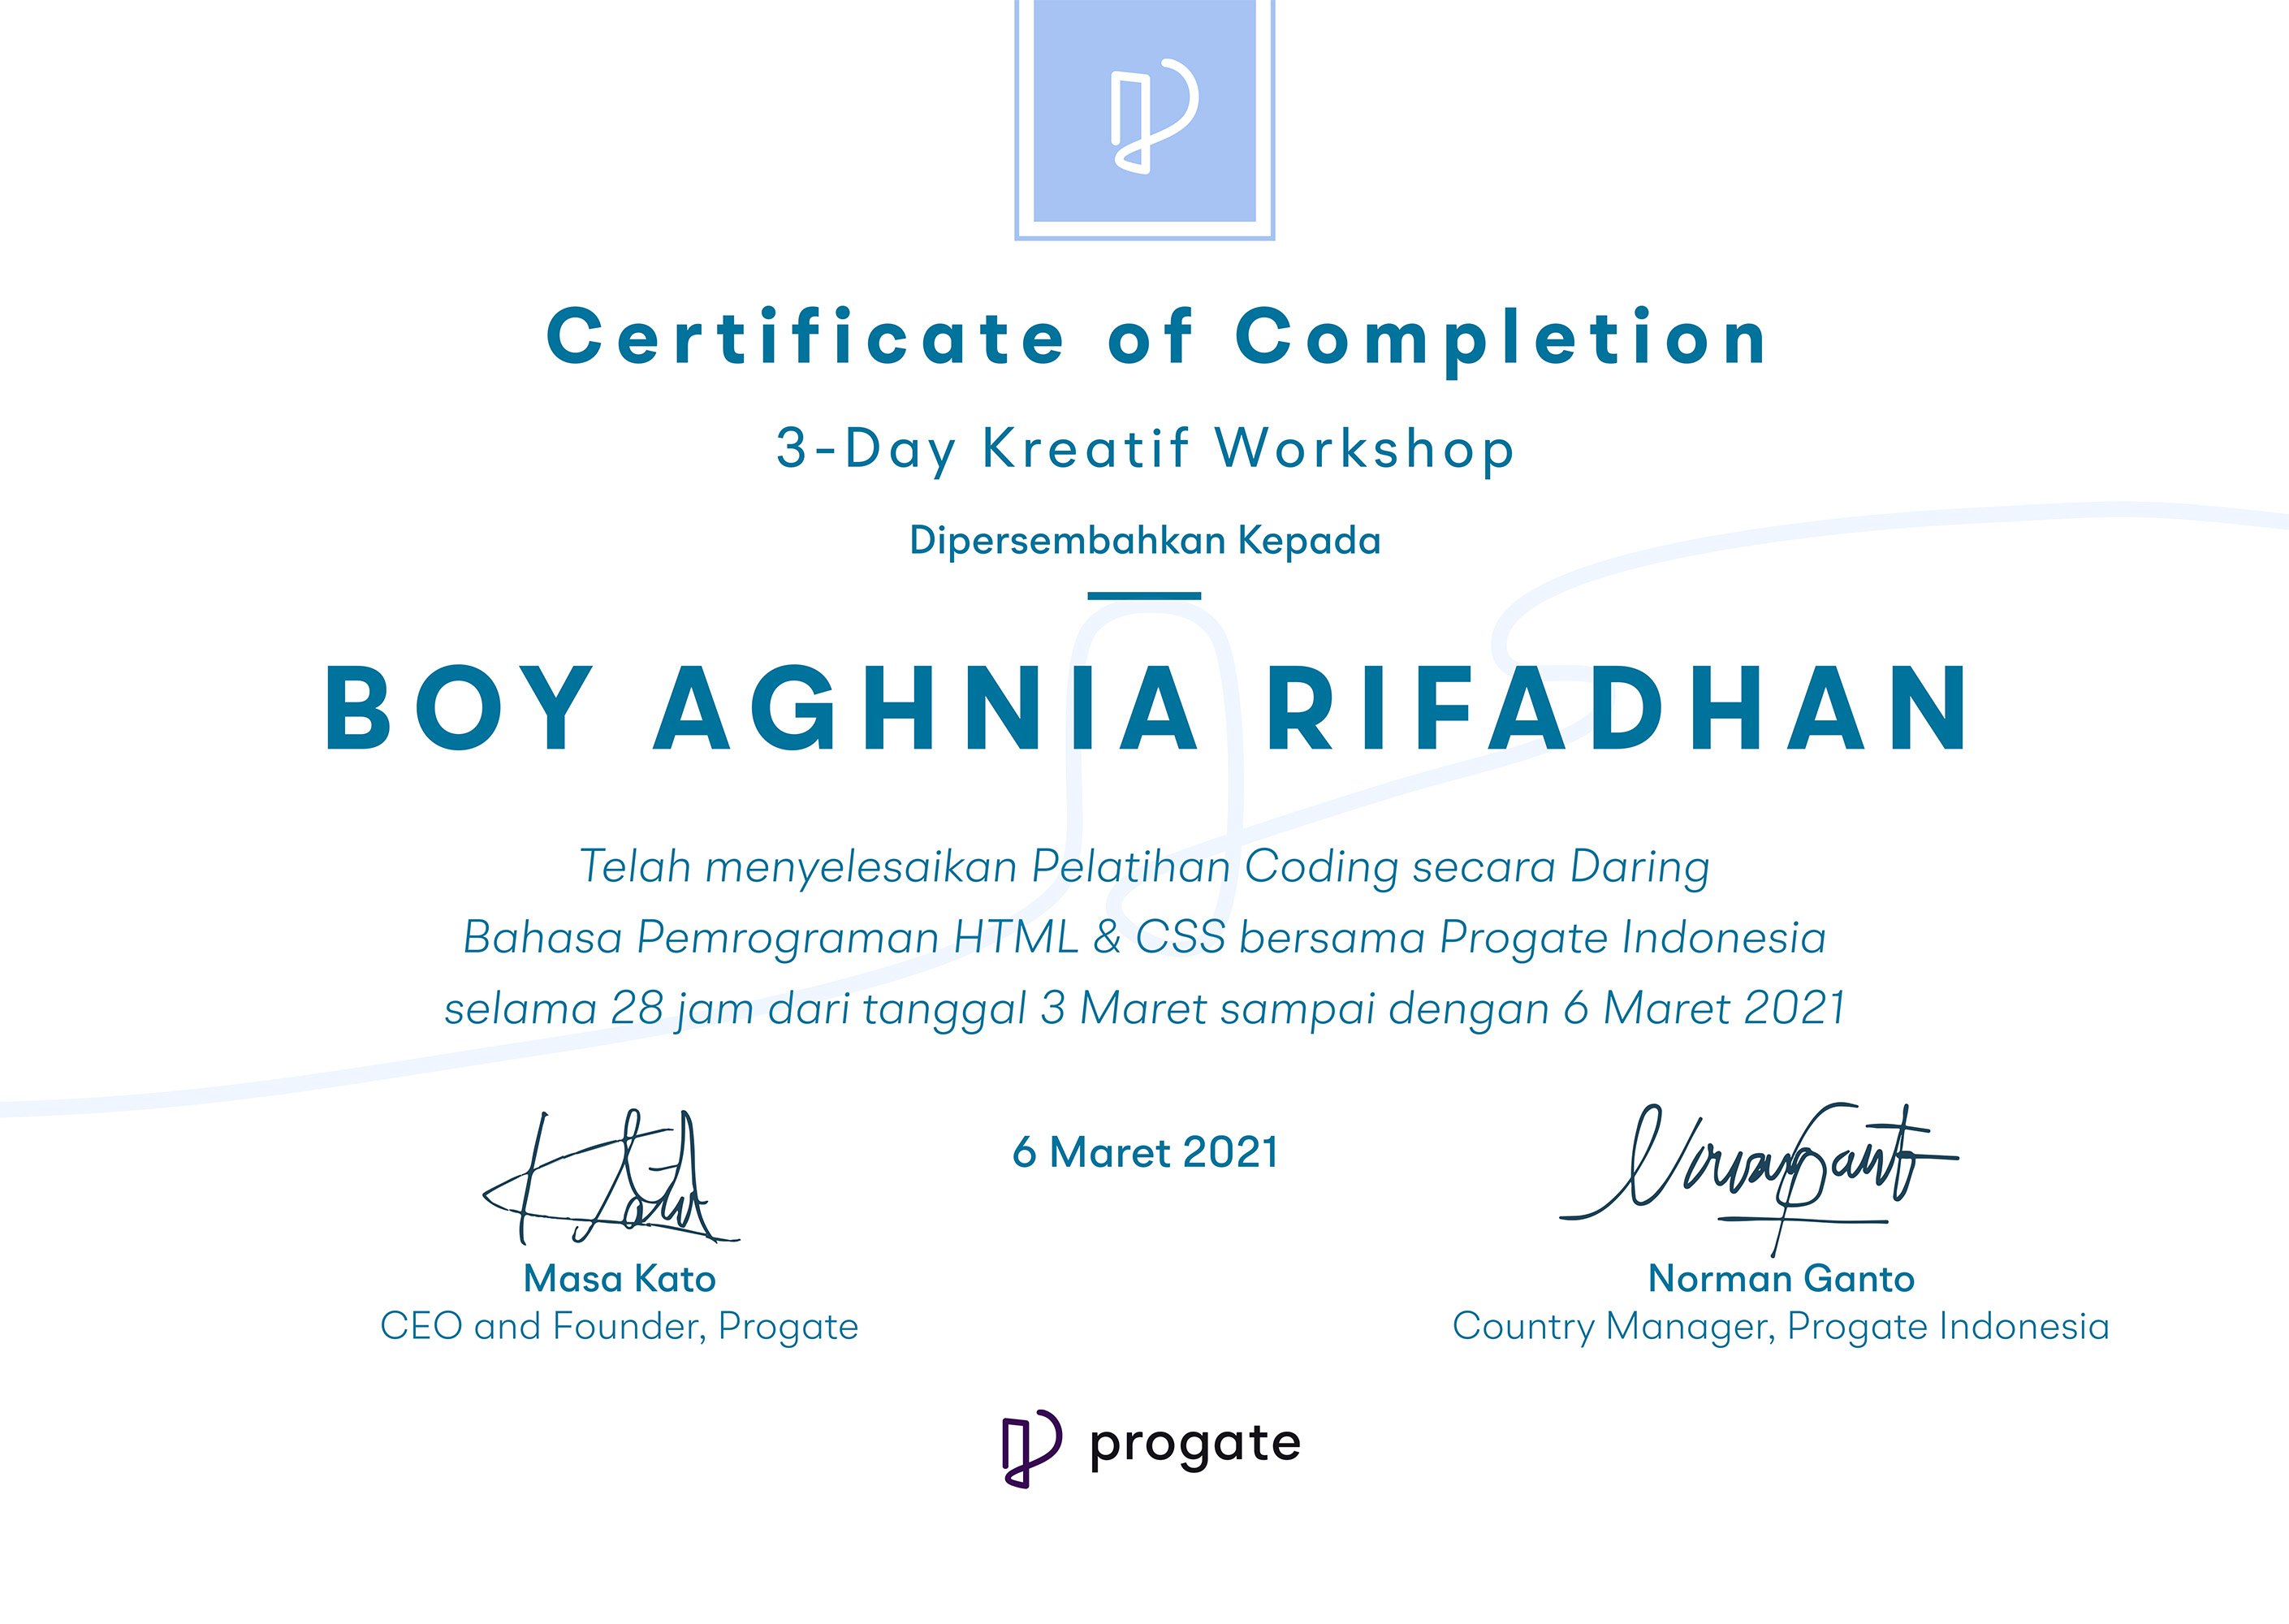 Certificate of Completion
3-Day Kreatif Workshop
Dipersembahkan Kepada
BOY AGHNIA RIFADHAN
Telah menyelesaikan Pelatihan Coding secara Daring
Bahasa Pemrograman HTML & CSS bersama Progate Indonesia
selama 28 jam dari tanggal 3 Maret sampai dengan 6 Maret 2021
6 Maret 2021
Masa Kato
CEO and Founder, Progate
Norman Ganto
Country Manager, Progate Indonesia
progate